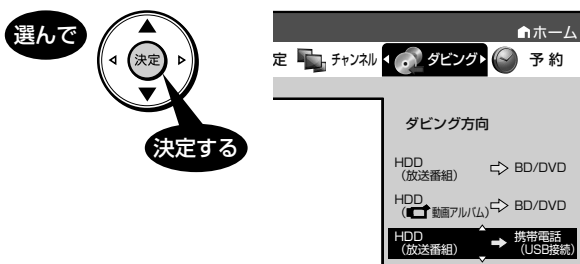 選んで
決定
決定する
ホーム
定 チャンネル ダビング 予約
ダビング方向
HDD
(放送番組) ⇨ BD/DVD
HDD
(動画アルバム) ⇨ BD/DVD
HDD
(放送番組) ➡ 携帯電話
(USB接続)